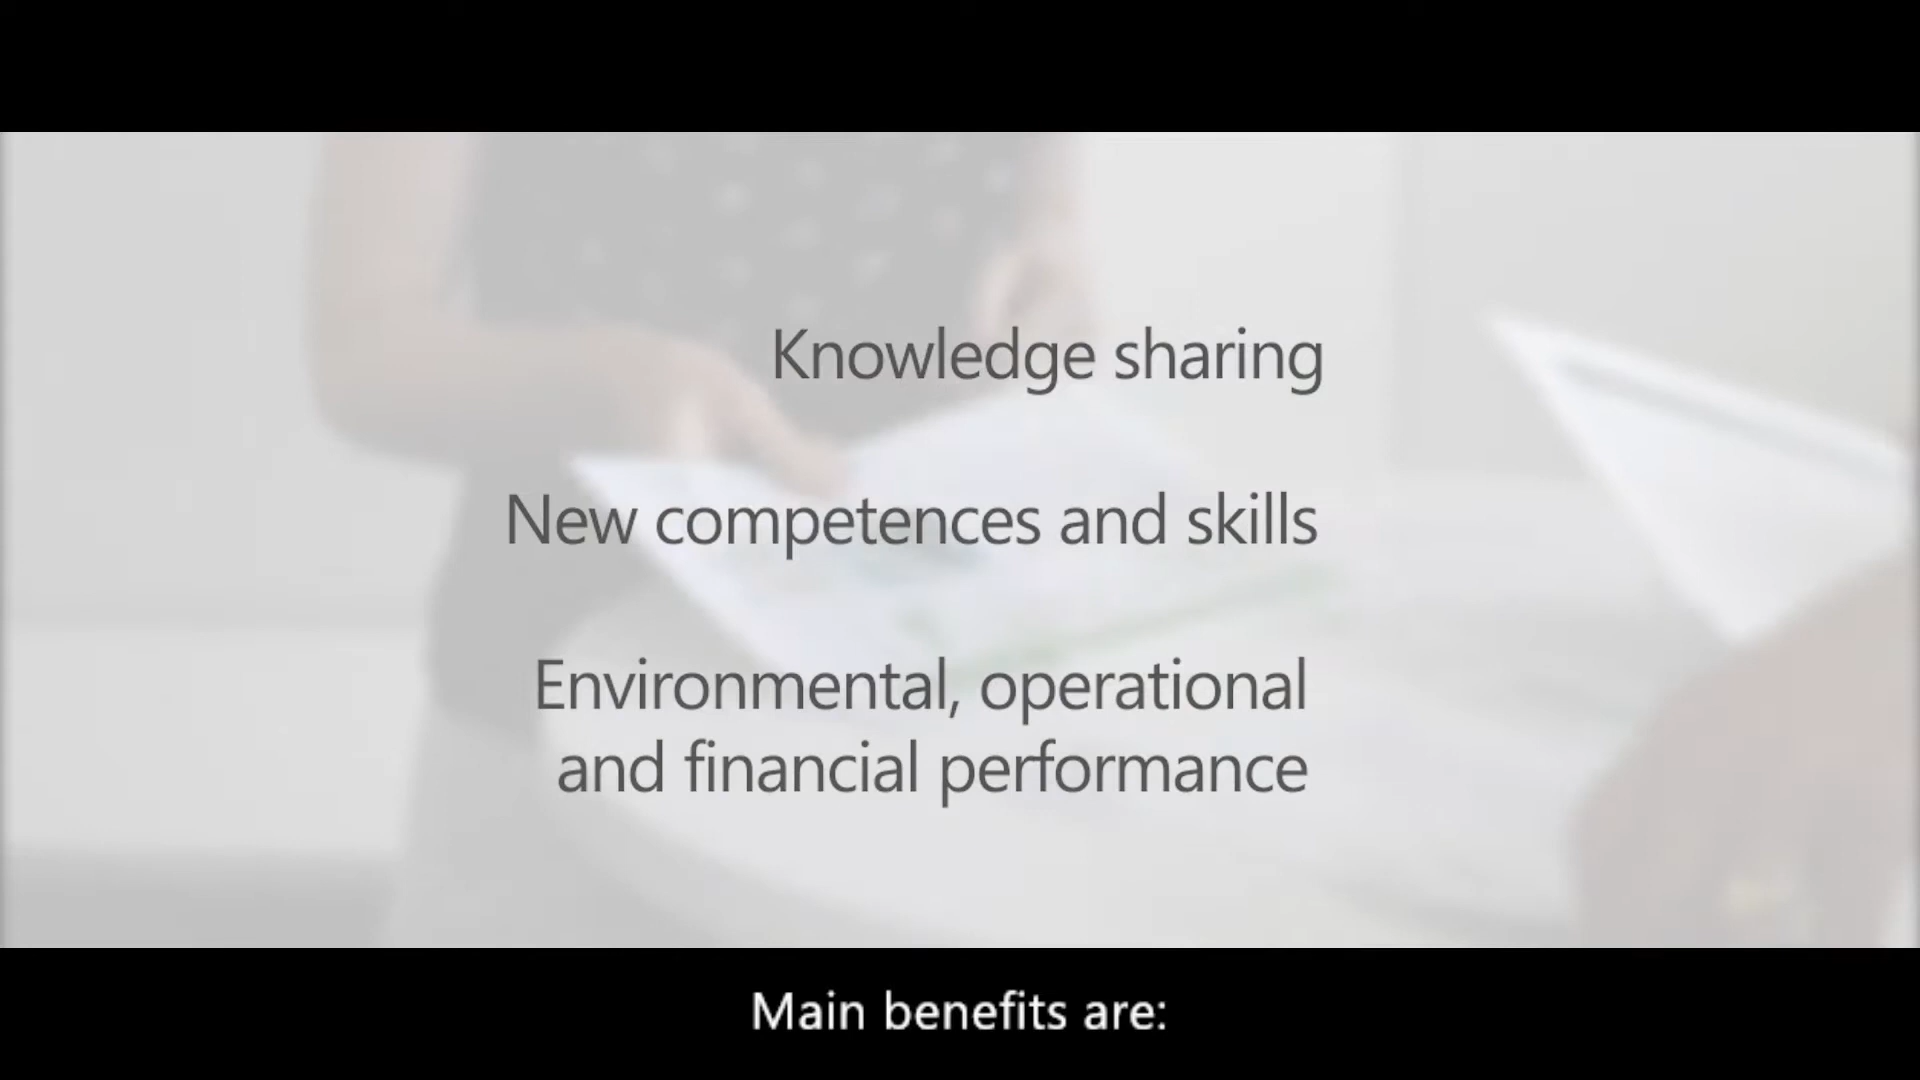 Knowledge sharing
New competences and skills
Environmental, operational
and financial performance
Main benefits are: